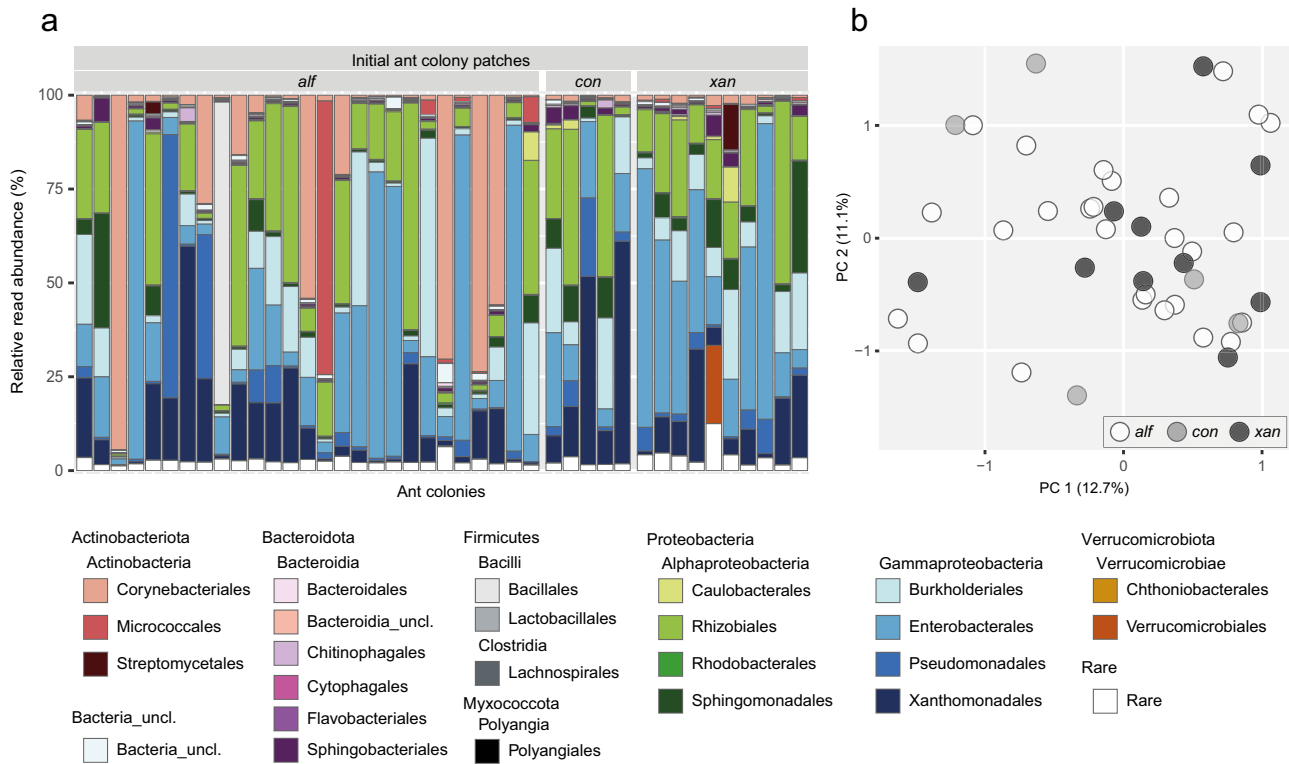 a
b
Initial ant colony patches
alf
con
xan
100
75
50
25
0
Relative read abundance (%)
Ant colonies
1
0
−1
PC 2 (11.1%)
−1
0
1
PC 1 (12.7%)
alf
con
xan
Actinobacteriota
Actinobacteria
Corynebacteriales
Micrococcales
Streptomycetales
Bacteria_uncl.
Bacteria_uncl.
Bacteroidota
Bacteroidia
Bacteroidales
Bacteroidia_uncl.
Chitinophagales
Cytophagales
Flavobacteriales
Sphingobacteriales
Firmicutes
Bacilli
Bacillales
Lactobacillales
Clostridia
Lachnospirales
Myxococcota
Polyangia
Polyangiales
Proteobacteria
Alphaproteobacteria
Caulobacterales
Rhizobiales
Rhodobacterales
Sphingomonadales
Gammaproteobacteria
Burkholderiales
Enterobacterales
Pseudomonadales
Xanthomonadales
Verrucomicrobiota
Verrucomicrobiae
Chthoniobacterales
Verrucomicrobiales
Rare
Rare